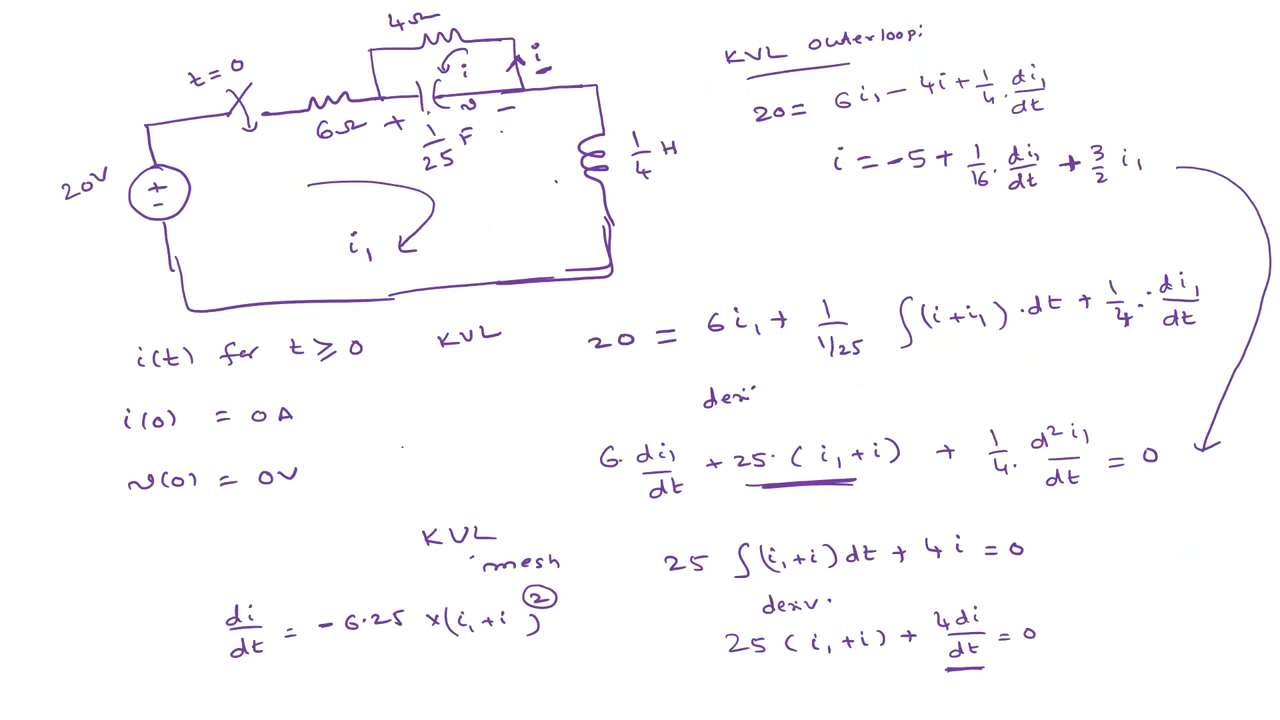 4Ω
t=0
i
i
6Ω + v −
1/25 F
1/4 H
20V
+
-
i₁
KVL outerloop:
20 = 6i₁ − 4i + 1/4 · di₁/dt
i = −5 + 1/16 · di₁/dt + 3/2 i₁
i(t) for t ≥ 0
i(0) = 0A
v(0) = 0V
KVL 20 = 6i₁ + 1/(1/25) ∫(i+i₁)·dt + 1/4 · di₁/dt
6· di₁/dt + 25·(i₁+i) + 1/4· d²i₁/dt = 0
KVL
mesh
25 ∫(i₁+i)dt + 4i = 0
25(i₁+i) + 4di/dt = 0
di/dt = −6.25 ×(i₁+i) ②